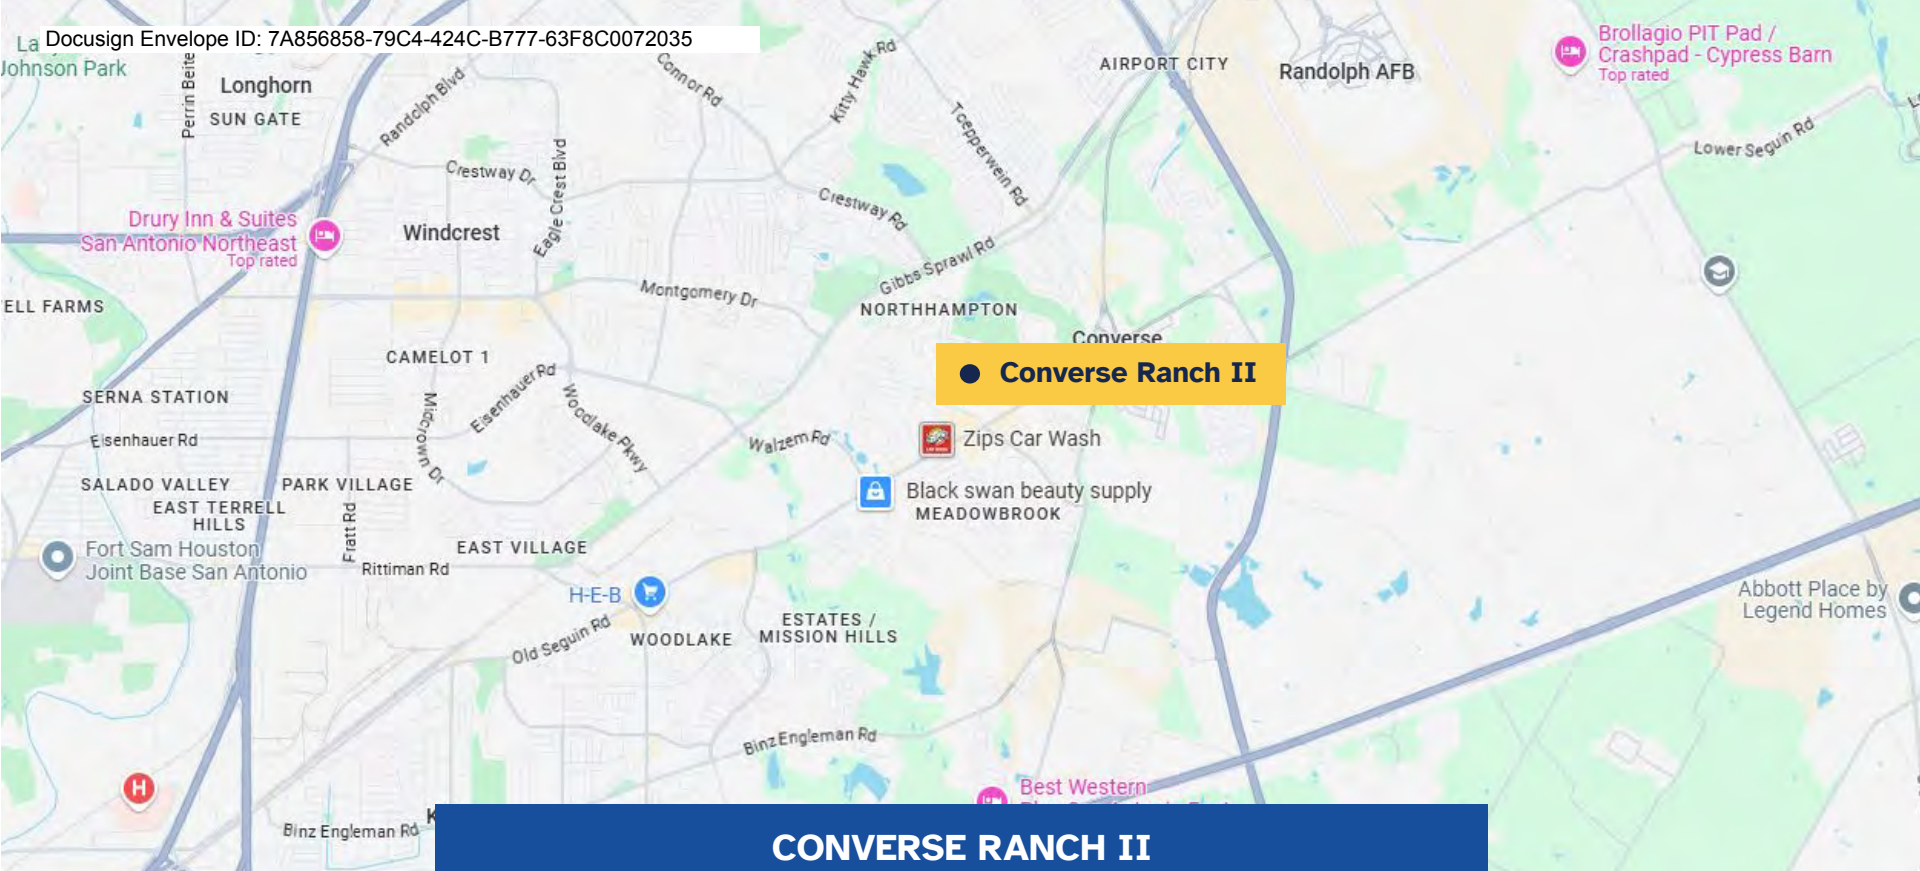 Docusign Envelope ID: 7A856858-79C4-424C-B777-63F8C0072035
Johnson Park
Longhorn
SUN GATE
Perrin Beite
Randolph Blvd
Connor Rd
Kitty Hawk Rd
Toepperwein Rd
AIRPORT CITY
Randolph AFB
Brollagio PIT Pad /
Crashpad - Cypress Barn
Top rated
Lower Seguin Rd
Crestway Dr
Eagle Crest Blvd
Crestway Rd
Drury Inn & Suites
San Antonio Northeast
Top rated
Windcrest
Gibbs Sprawl Rd
Montgomery Dr
NORTHHAMPTON
ELL FARMS
Converse
CAMELOT 1
Converse Ranch II
Eisenhauer Rd
SERNA STATION
Midcrown Dr
Woodlake Pkwy
Eisenhauer Rd
Walzem Rd
Zips Car Wash
SALADO VALLEY
PARK VILLAGE
Black swan beauty supply
MEADOWBROOK
EAST TERRELL
HILLS
Fratt Rd
EAST VILLAGE
Fort Sam Houston
Joint Base San Antonio
Rittiman Rd
H-E-B
Abbott Place by
Legend Homes
Old Seguin Rd
WOODLAKE
ESTATES /
MISSION HILLS
Binz Engleman Rd
Best Western
Binz Engleman Rd
K
CONVERSE RANCH II